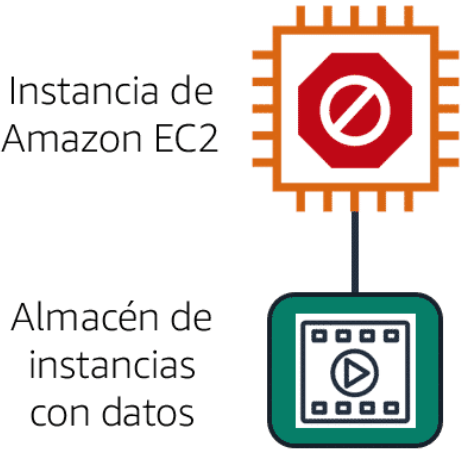 Instancia de
Amazon EC2
Almacén de
instancias
con datos